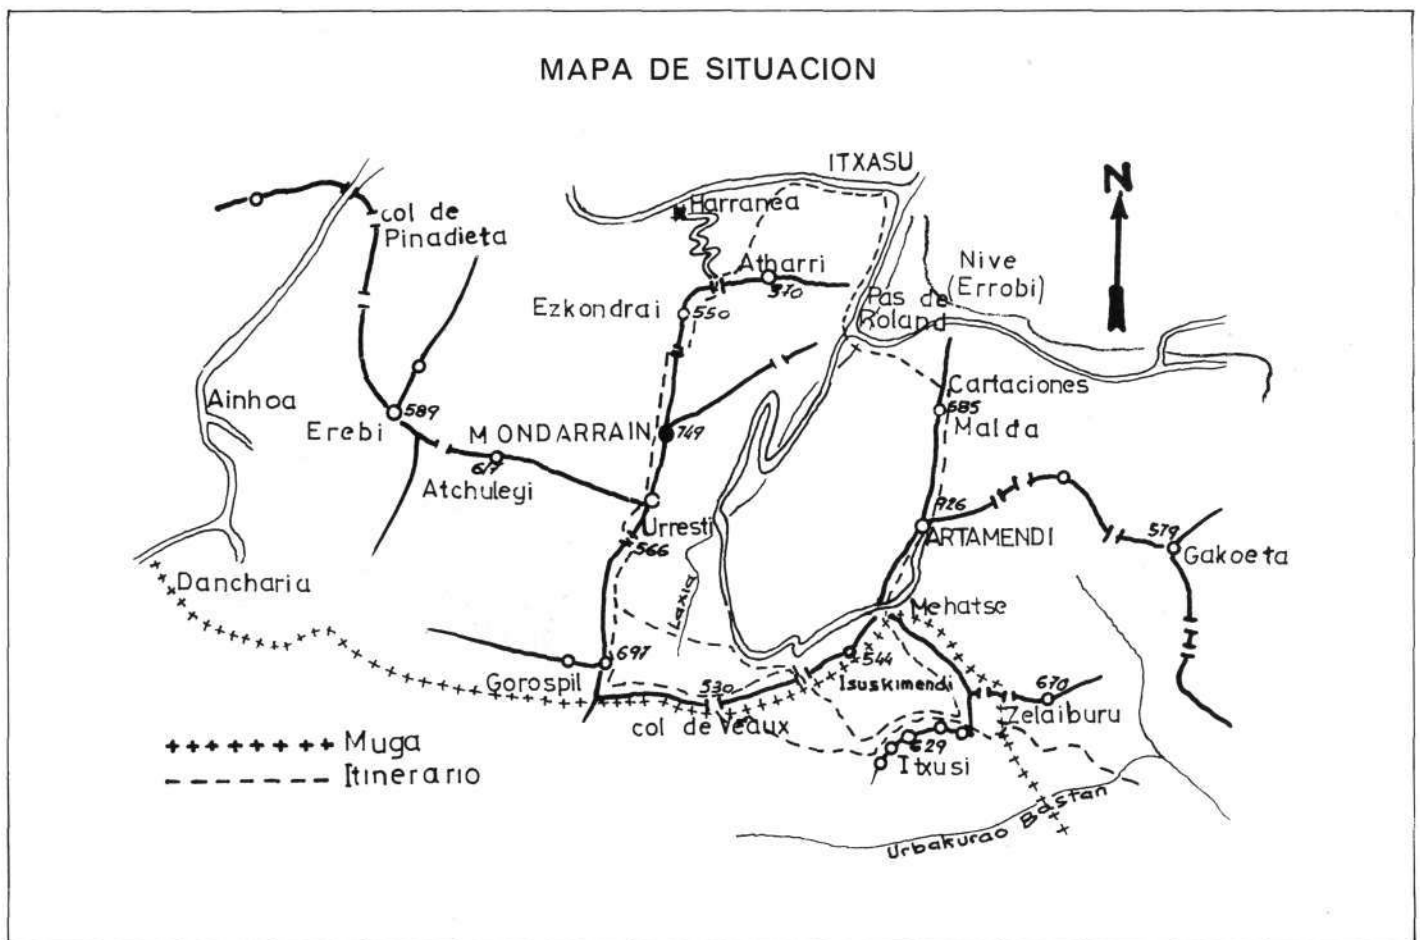 MAPA DE SITUACION
ITXASU
N
Harranea
col de
Pinadieta
Nive
(Errobi)
Atharri
370
Pas de
Roland
Ezkondrai
550
Cartaciones
685
Malda
Ainhoa
589
Erebi
MONDARRAIN
749
617
Atchuleyi
926
ARTAMENDI
Urresti
566
579
Gakoeta
Dancharia
Laxia
Mehatse
697
544
Gorospil
530
Isuskimendi
670
Zelaiburu
col de Veaux
629
Itxusi
Muga
Itinerario
Urbakurao Bastan